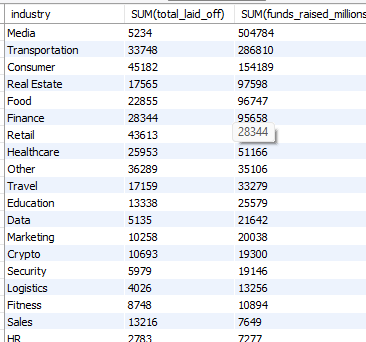 industry SUM(total_laid_off) SUM(funds_raised_millions
Media 5234 504784
Transportation 33748 286810
Consumer 45182 154189
Real Estate 17565 97598
Food 22855 96747
Finance 28344 95658
Retail 43613 28344
Healthcare 25953 51166
Other 36289 35106
Travel 17159 33279
Education 13338 25579
Data 5135 21642
Marketing 10258 20038
Crypto 10693 19300
Security 5979 19146
Logistics 4026 13256
Fitness 8748 10894
Sales 13216 7649
HR 2783 7277